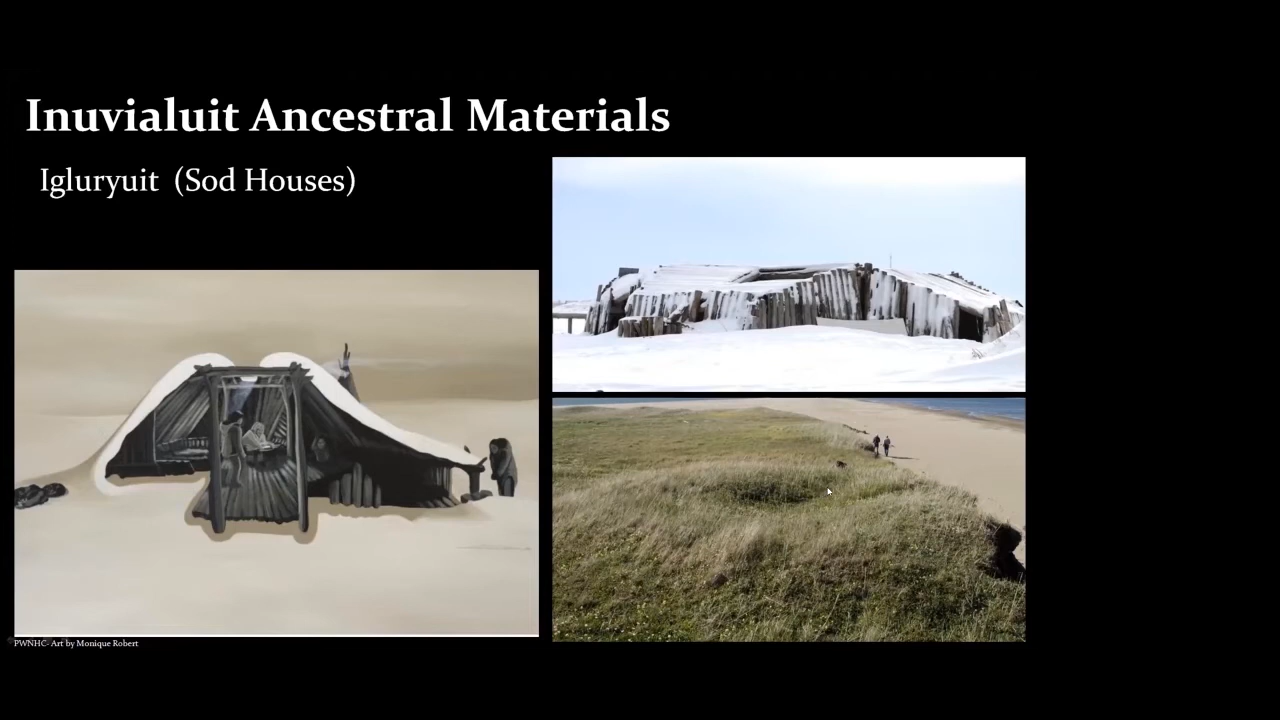 Inuvialuit Ancestral Materials
Igluryuit (Sod Houses)
PWNHC- Art by Monique Robert